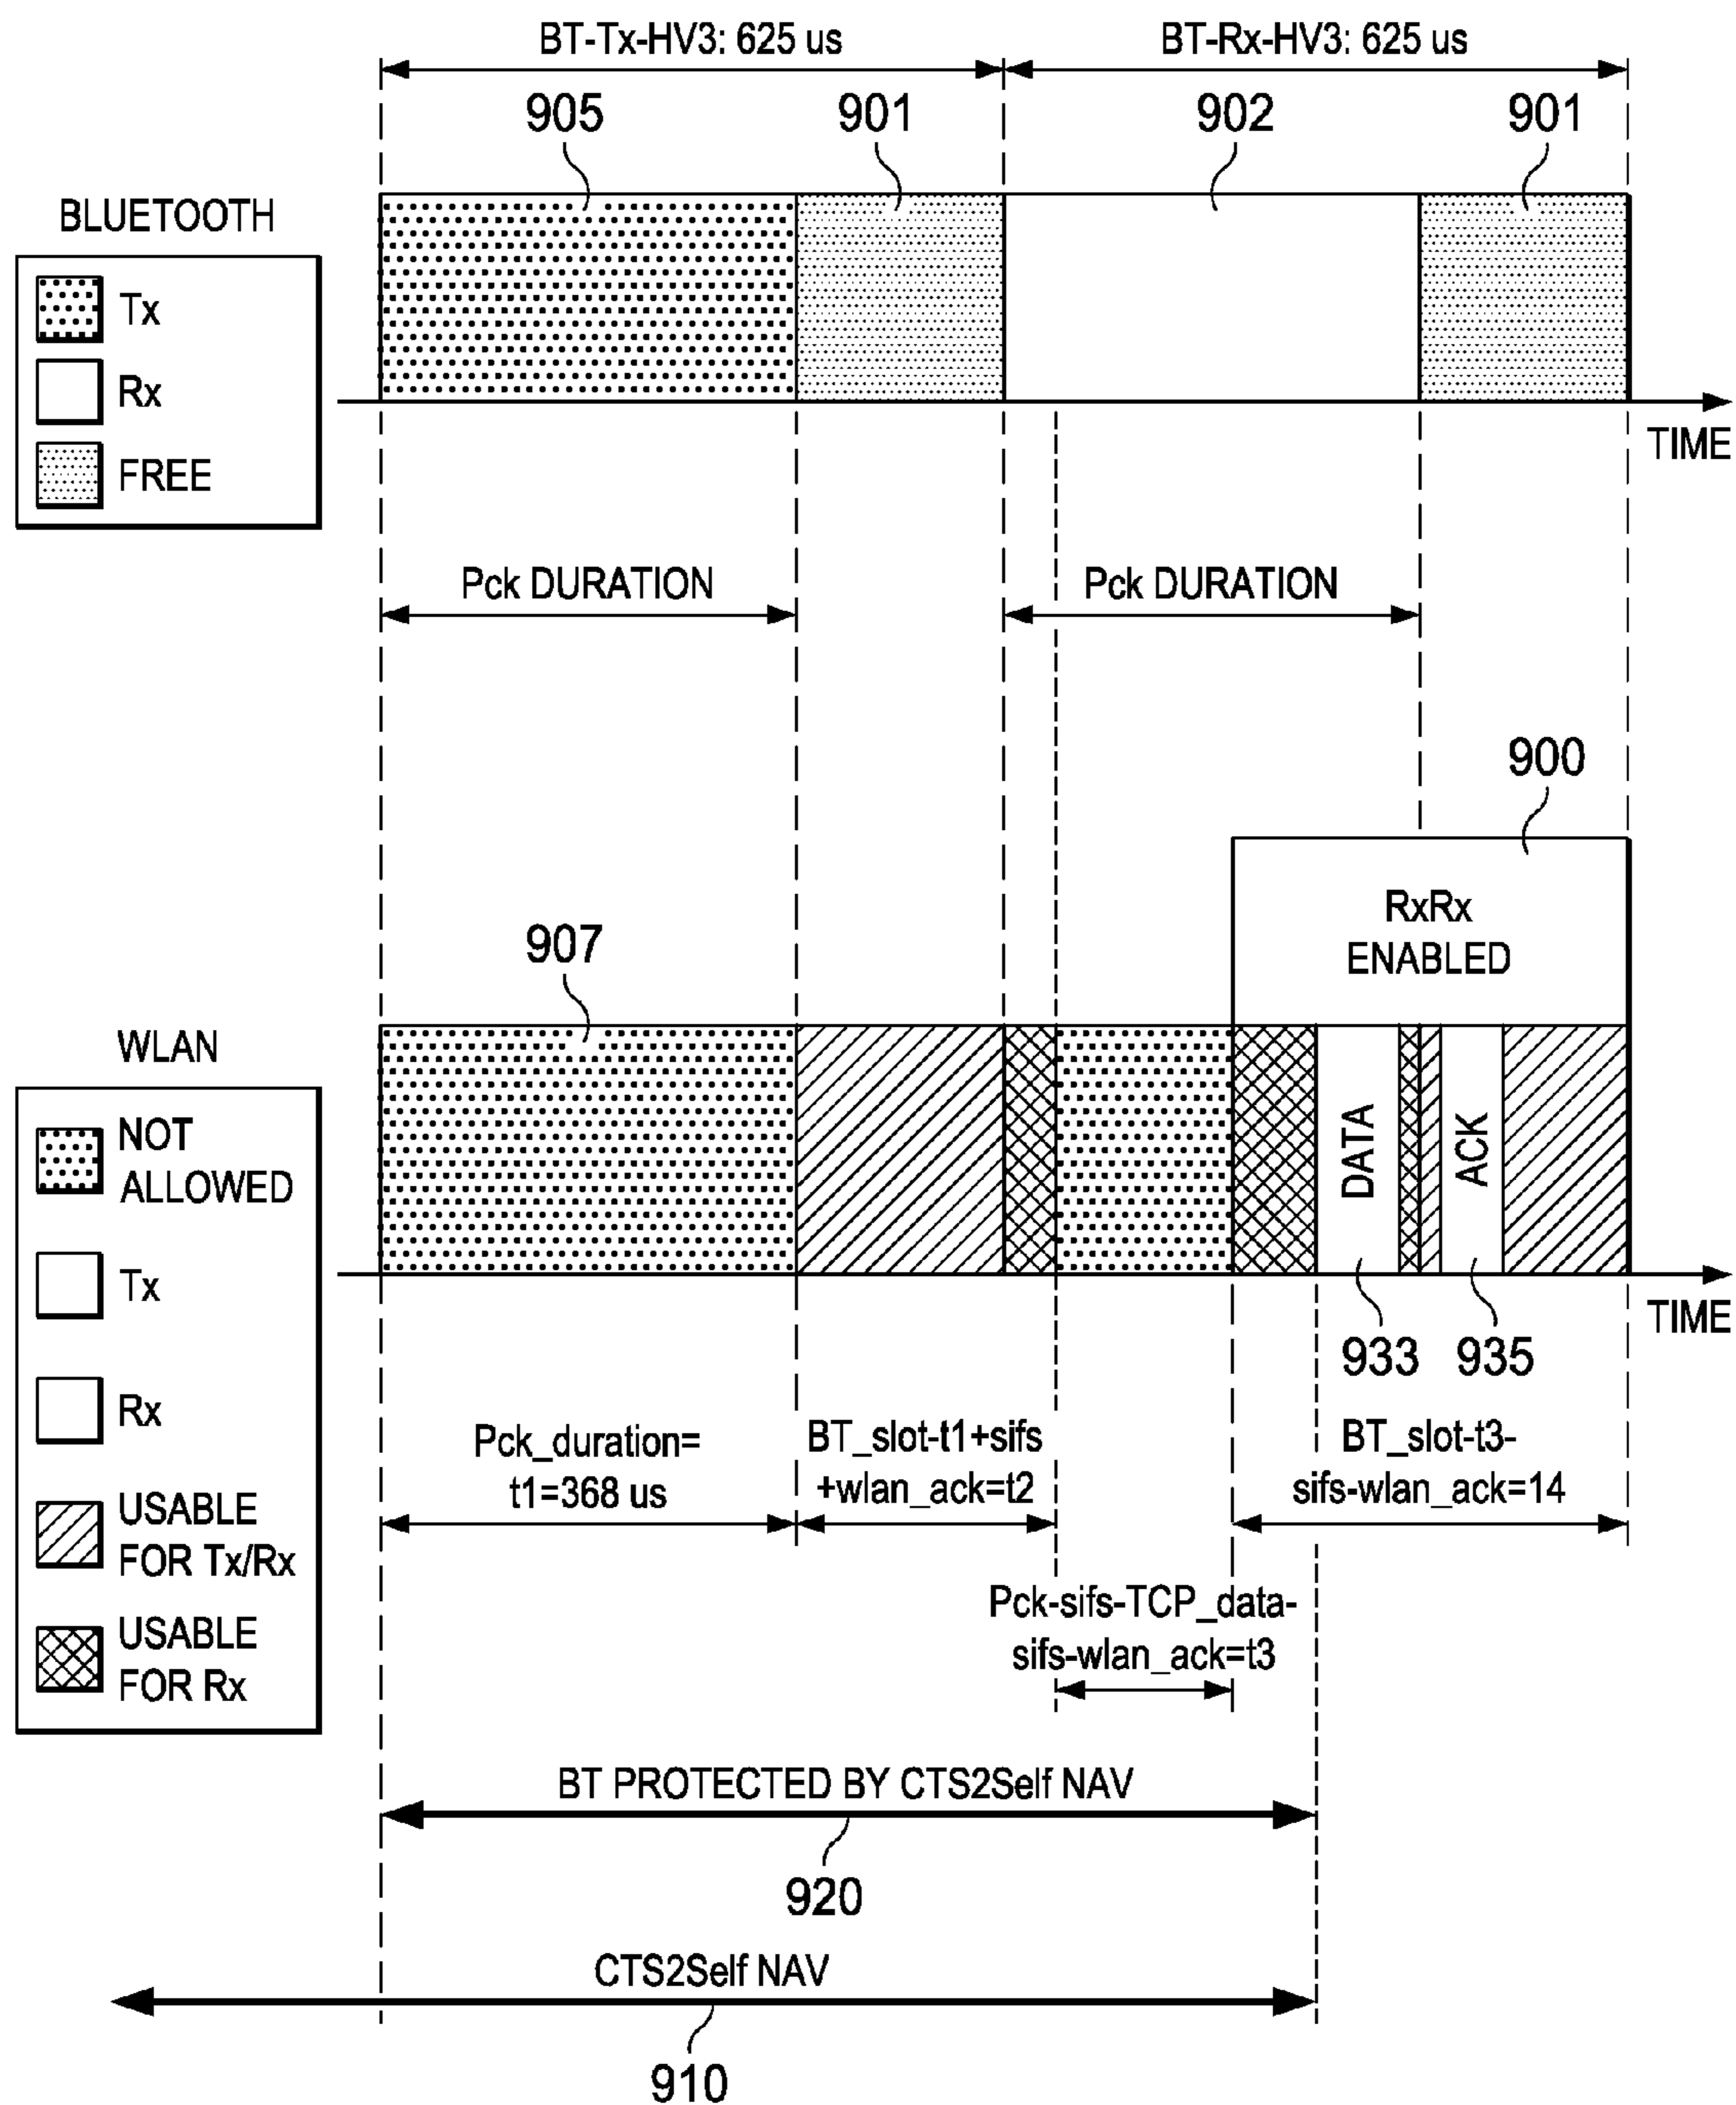 BT-Tx-HV3: 625 us
BT-Rx-HV3: 625 us
905
901
902
901
BLUETOOTH
Tx
Rx
FREE
TIME
Pck DURATION
Pck DURATION
900
RxRx
ENABLED
907
WLAN
NOT
ALLOWED
Tx
Rx
USABLE
FOR Tx/Rx
USABLE
FOR Rx
DATA
ACK
TIME
933
935
Pck_duration=
t1=368 us
BT_slot-t1+sifs
+wlan_ack=t2
BT_slot-t3-
sifs-wlan_ack=14
Pck-sifs-TCP_data-
sifs-wlan_ack=t3
BT PROTECTED BY CTS2Self NAV
920
CTS2Self NAV
910